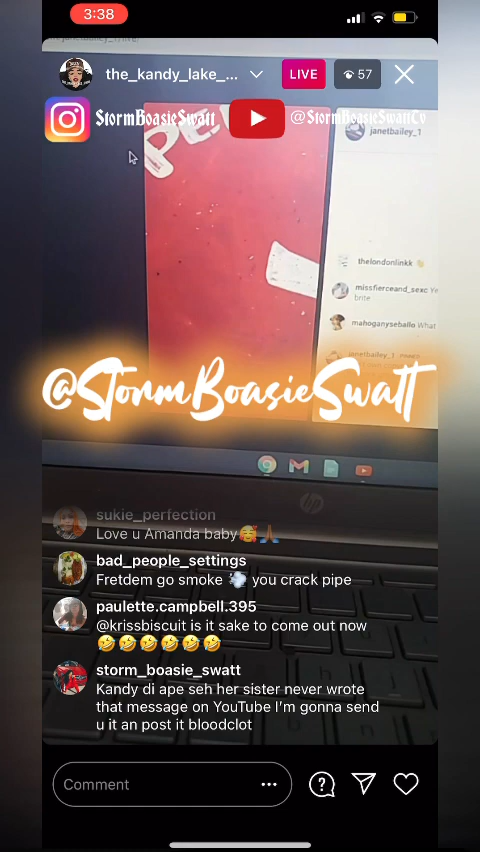 3:38
the_kandy_lake_...
LIVE
57
StormBoasieSwatt
@StormBoasieSwattCo
janetbailey_1
thelondonlinkk 👏
missfierceand_sexc Ye
brite
mahoganyseballo What
@StormBoasieSwatt
sukie_perfection
Love u Amanda baby🥰🙏
bad_people_settings
Fretdem go smoke 💨 you crack pipe
paulette.campbell.395
@krissbiscuit is it sake to come out now
🤣🤣🤣🤣🤣🤣
storm_boasie_swatt
Kandy di ape seh her sister never wrote
that message on YouTube I'm gonna send
u it an post it bloodclot
Comment